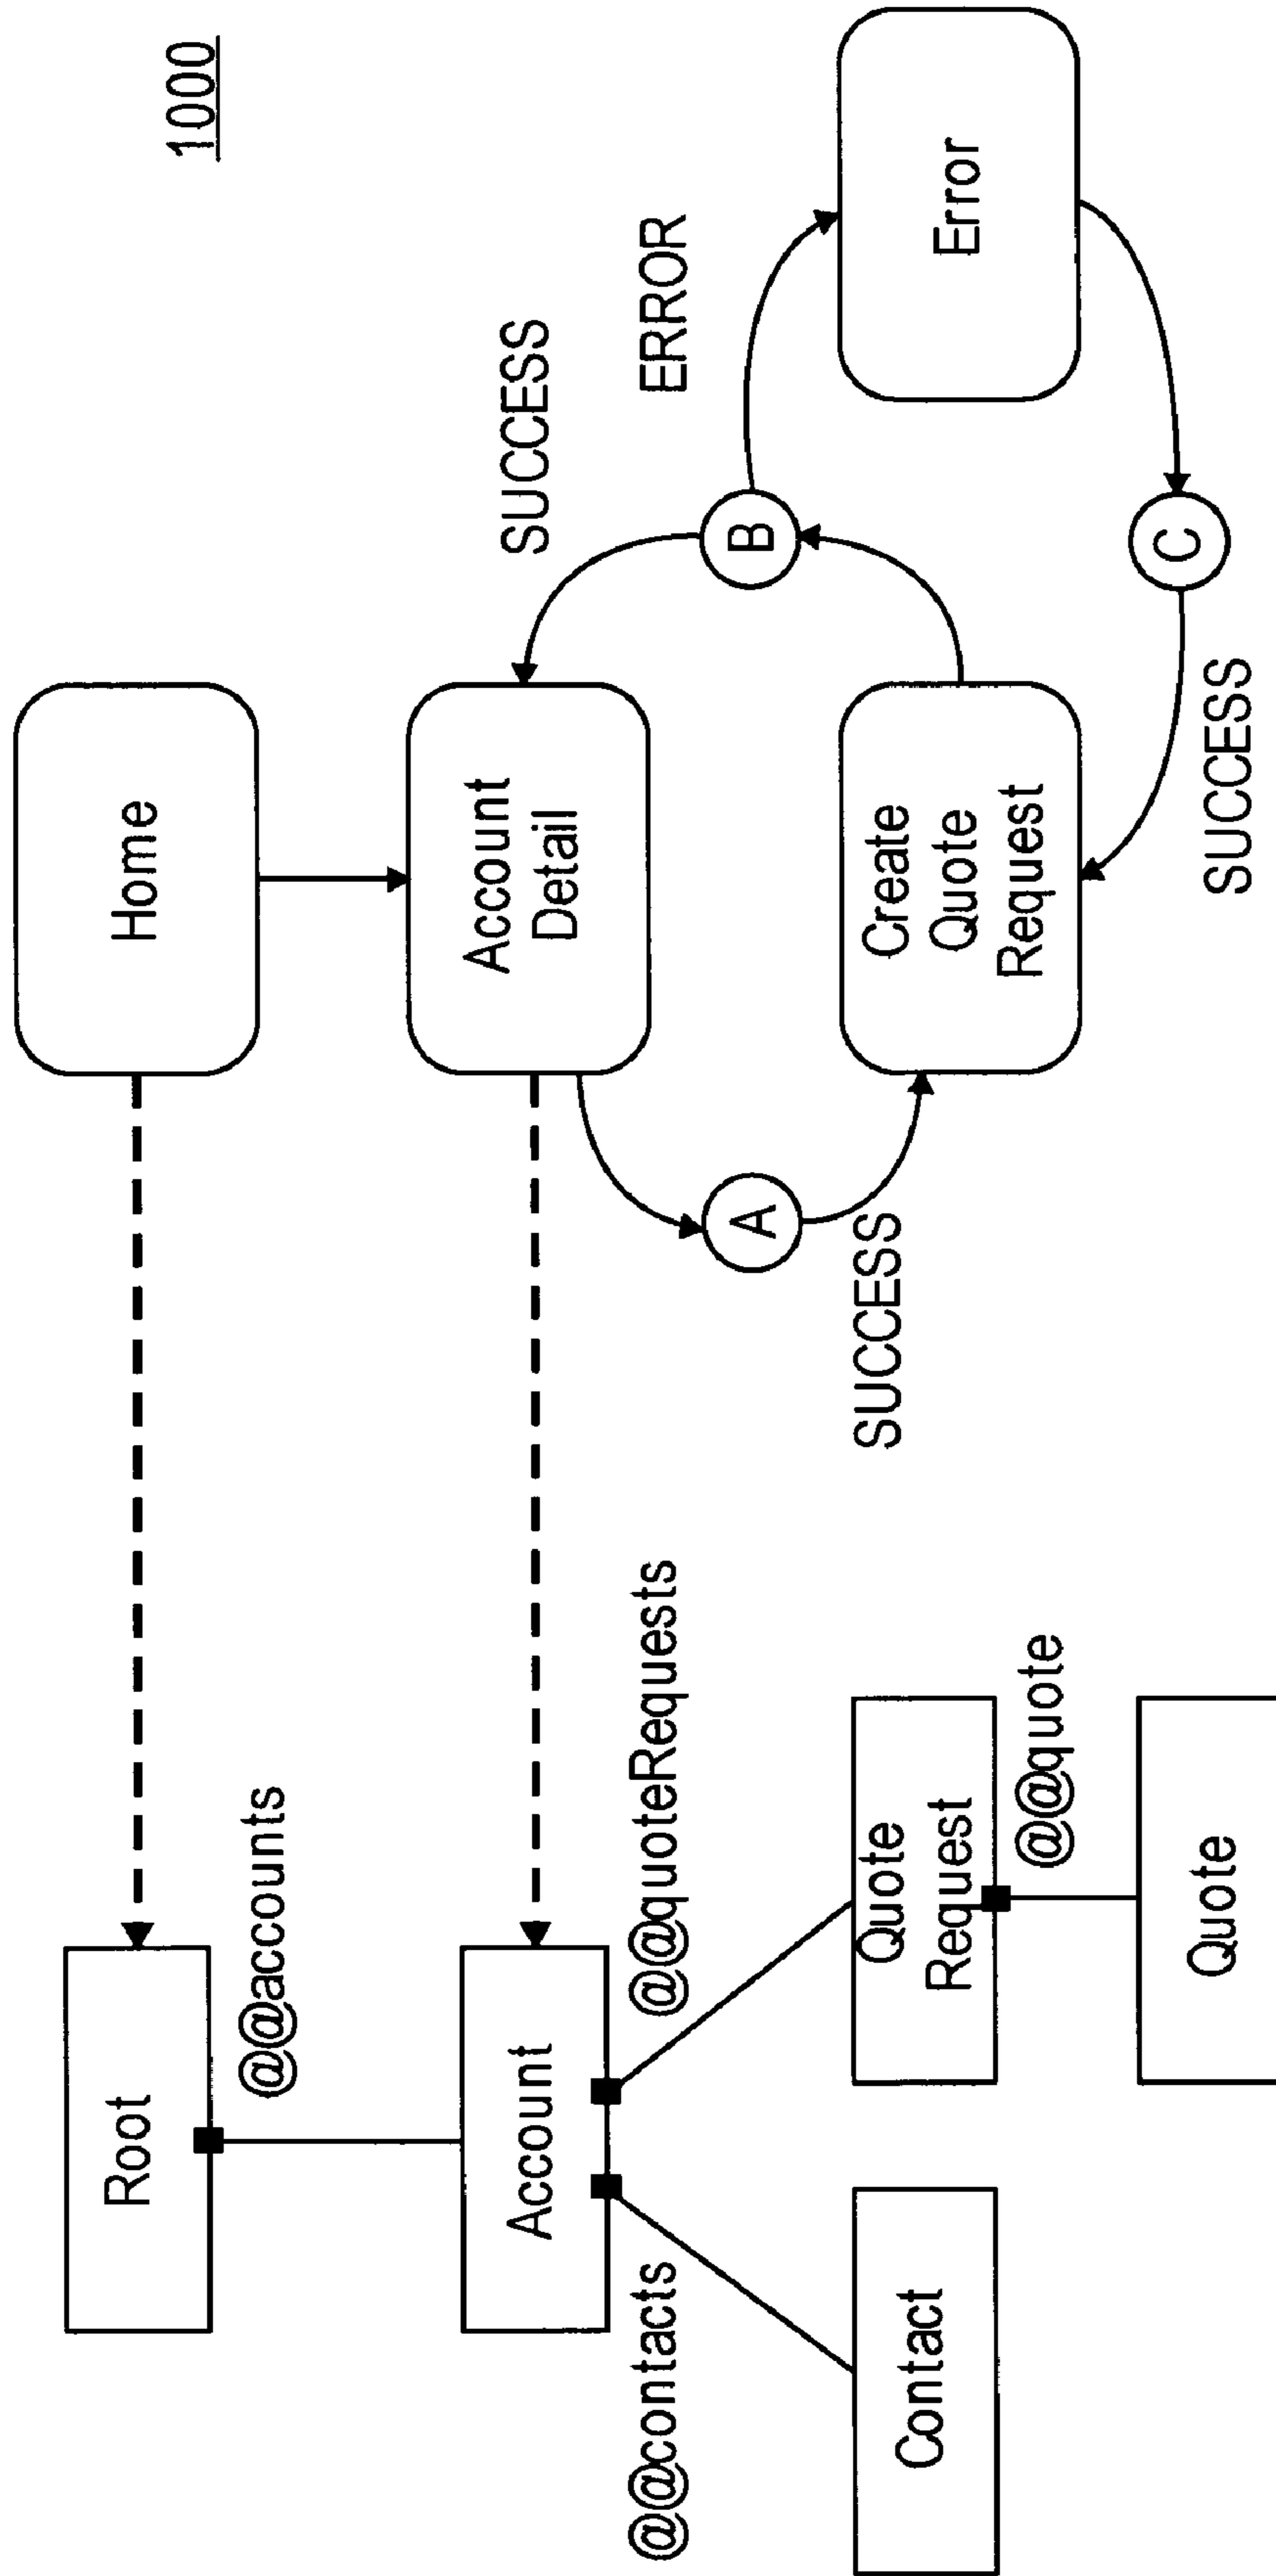 1000
Root
Home
@@accounts
Account
Account
Detail
SUCCESS
@@contacts
@@quoteRequests
A
B
ERROR
SUCCESS
Contact
Quote
Request
Create
Quote
Request
Error
@@quote
C
Quote
SUCCESS